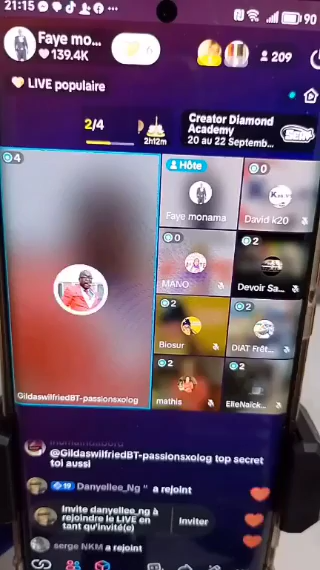 21:15
90
Faye mo...
139.4K
209
LIVE populaire
2/4
2h12m
Creator Diamond
Academy
20 au 22 Septemb...
4
Hôte
Faye monama
0
David k20
0
MANO
2
Devoir Sa...
2
Biosur
2
DIAT Frêt...
2
mathis
2
ElleNaick...
GildaswilfriedBT-passionsxolog
@GildaswilfriedBT-passionsxolog top secret
toi aussi
19 Danyellee_Ng " a rejoint
Invite danyellee_ng à
rejoindre le LIVE en
tant qu'invité(e)
Inviter
serge NKM a rejoint